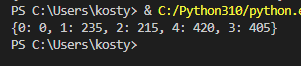 PS C:\Users\kosty> & C:/Python310/python.e
{0: 0, 1: 235, 2: 215, 4: 420, 3: 405}
PS C:\Users\kosty>